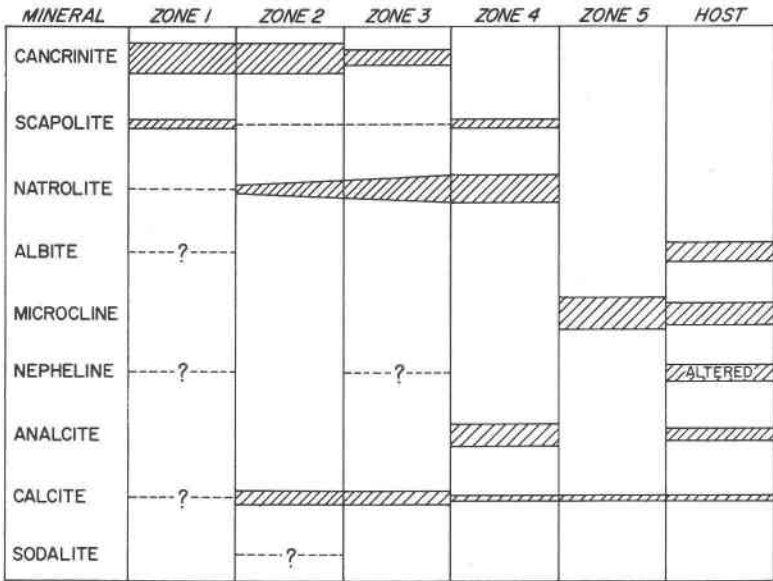 MINERAL ZONE 1 ZONE 2 ZONE 3 ZONE 4 ZONE 5 HOST
CANCRINITE
SCAPOLITE
NATROLITE
ALBITE ?
MICROCLINE
NEPHELINE ? ? ALTERED
ANALCITE
CALCITE ?
SODALITE ?